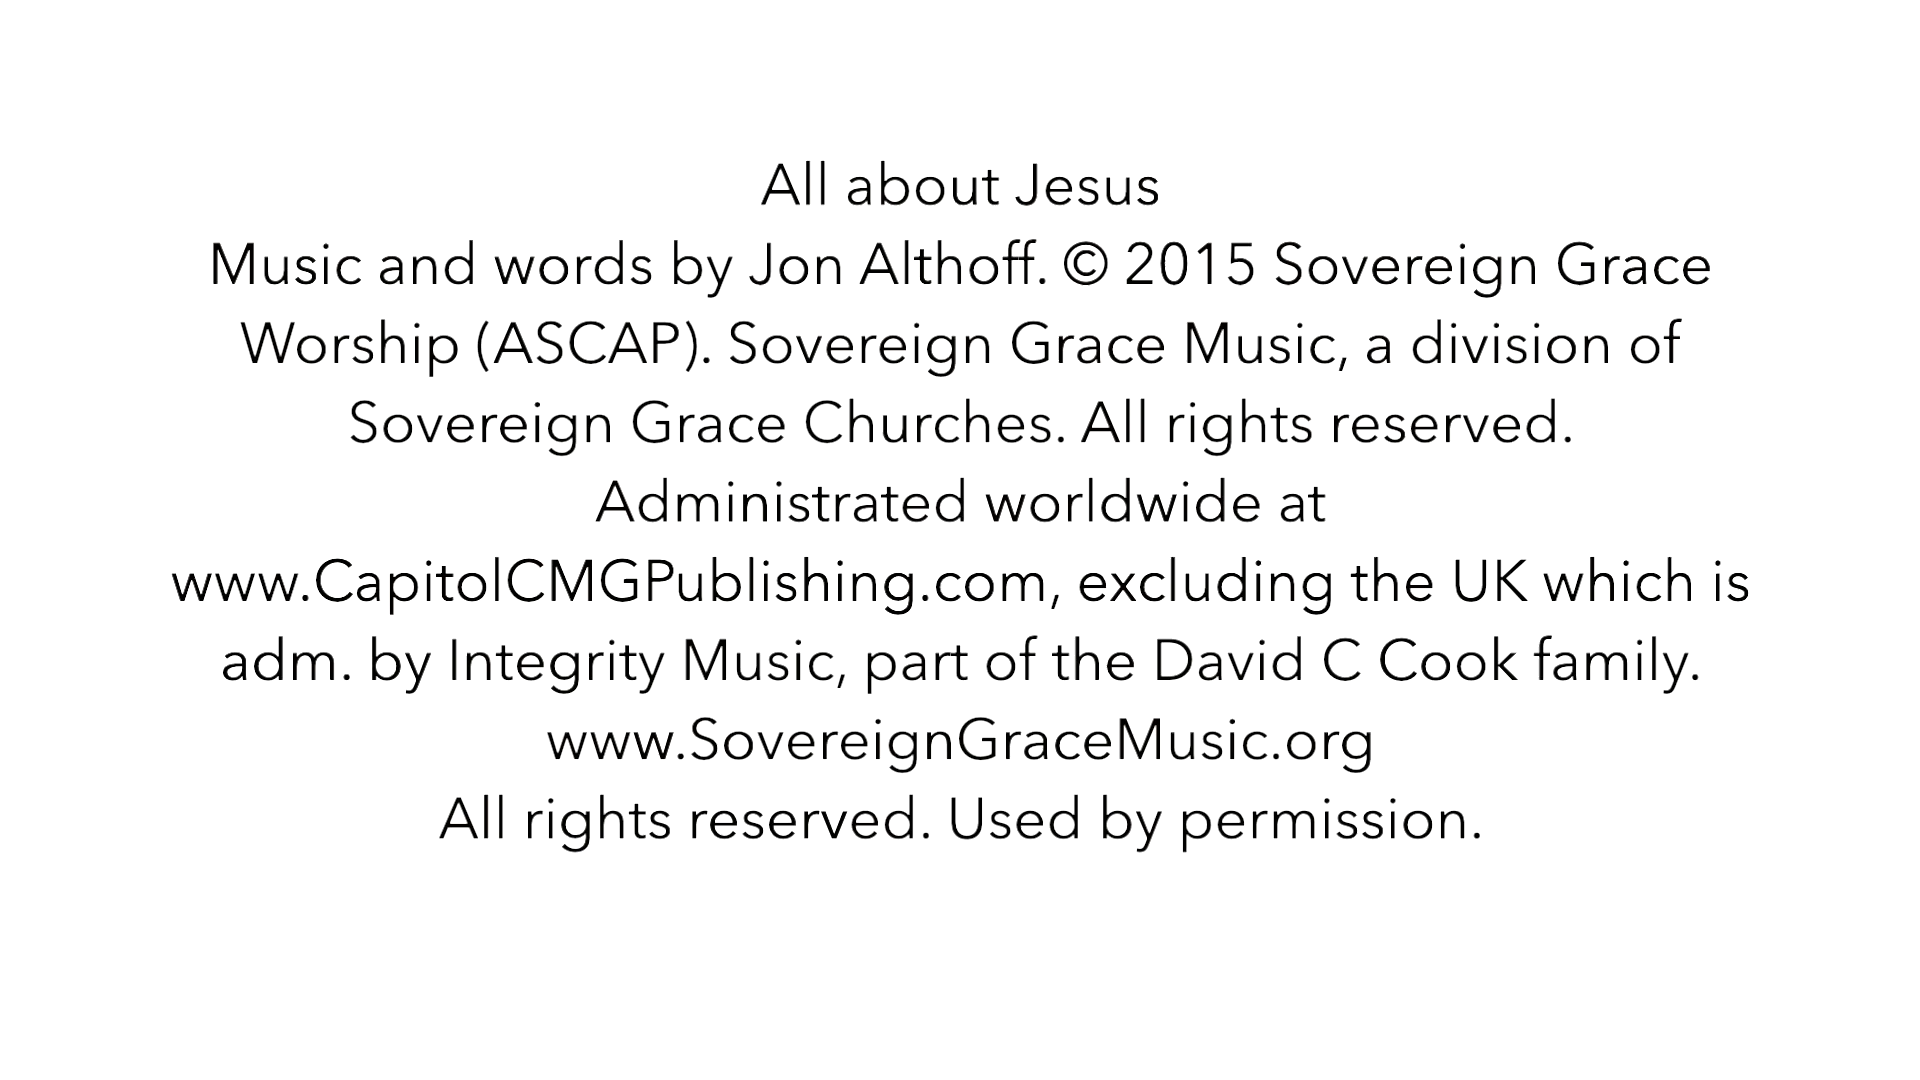 All about Jesus
Music and words by Jon Althoff. © 2015 Sovereign Grace
Worship (ASCAP). Sovereign Grace Music, a division of
Sovereign Grace Churches. All rights reserved.
Administrated worldwide at
www.CapitolCMGPublishing.com, excluding the UK which is
adm. by Integrity Music, part of the David C Cook family.
www.SovereignGraceMusic.org
All rights reserved. Used by permission.